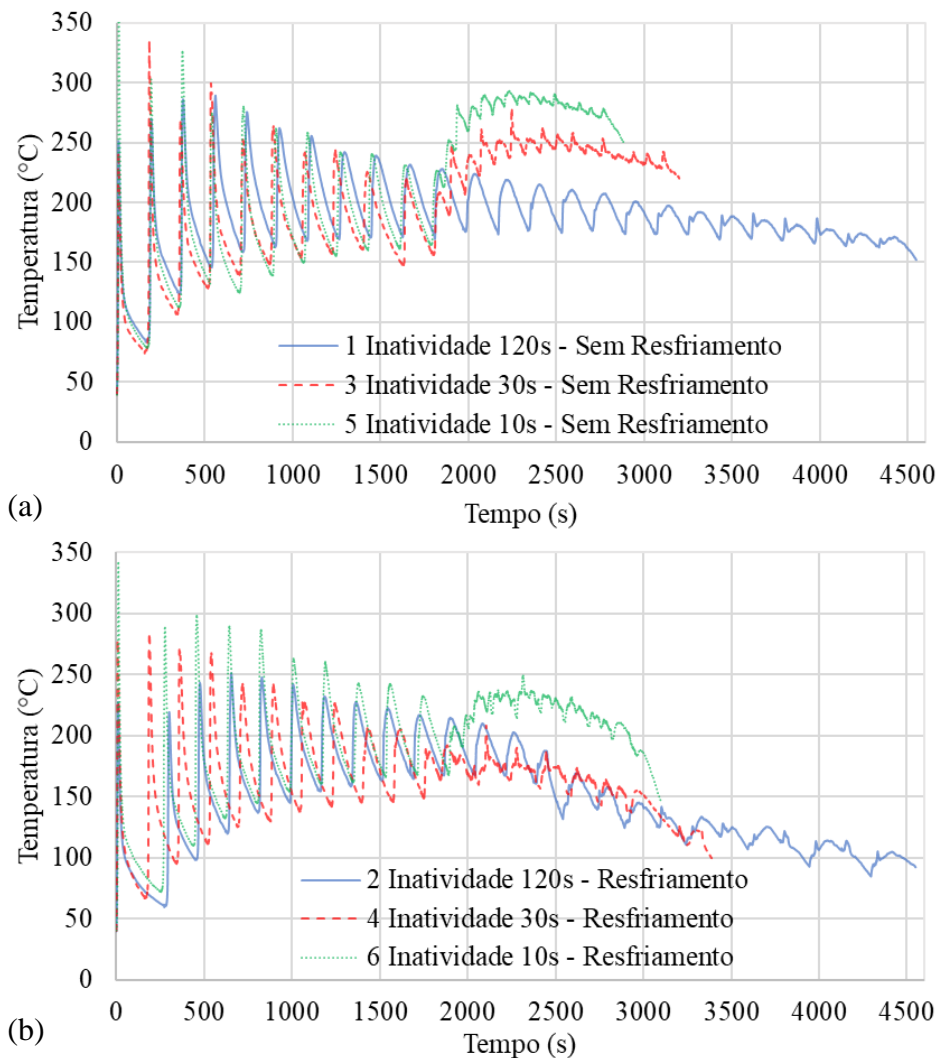 350
300
250
200
150
100
50
0
Temperatura (°C)
1 Inatividade 120s - Sem Resfriamento
3 Inatividade 30s - Sem Resfriamento
5 Inatividade 10s - Sem Resfriamento
0 500 1000 1500 2000 2500 3000 3500 4000 4500
(a)
Tempo (s)
350
300
250
200
150
100
50
0
Temperatura (°C)
2 Inatividade 120s - Resfriamento
4 Inatividade 30s - Resfriamento
6 Inatividade 10s - Resfriamento
0 500 1000 1500 2000 2500 3000 3500 4000 4500
(b)
Tempo (s)